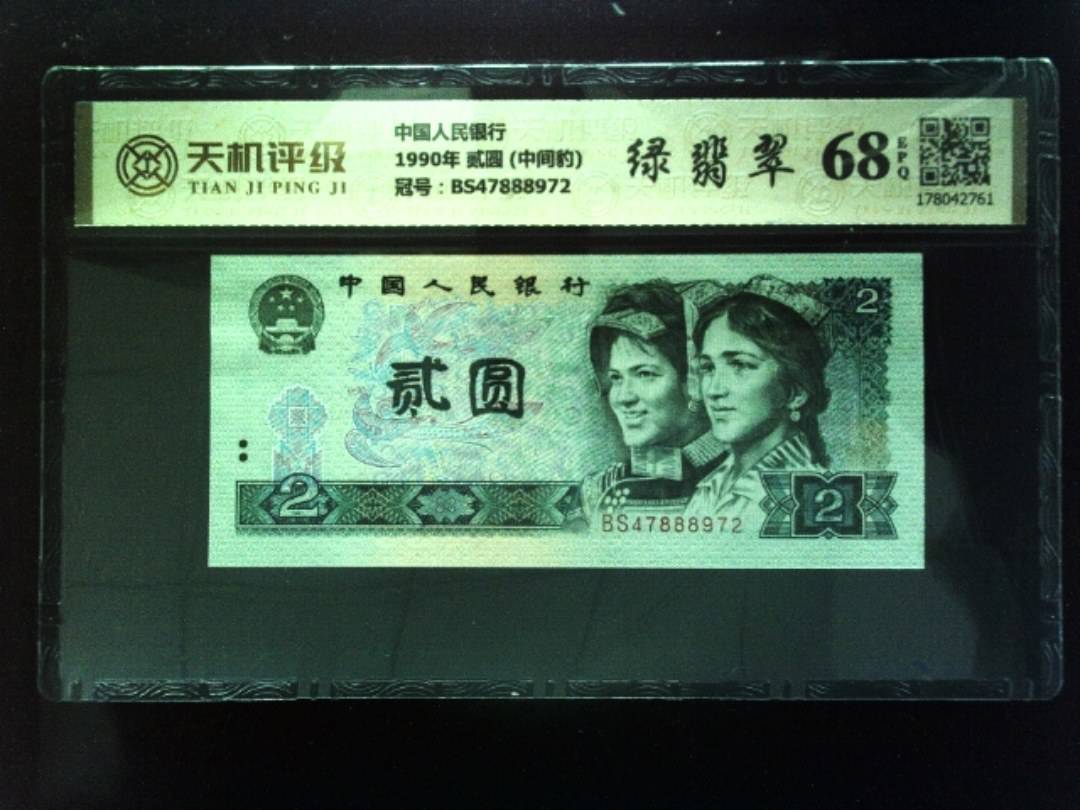 天机评级
TIAN JI PING JI
中国人民银行
1990年 贰圆 (中间豹)
冠号：BS47888972
绿翡翠
68
EPQ
178042761
中国人民银行
2
贰圆
2
BS47888972
2